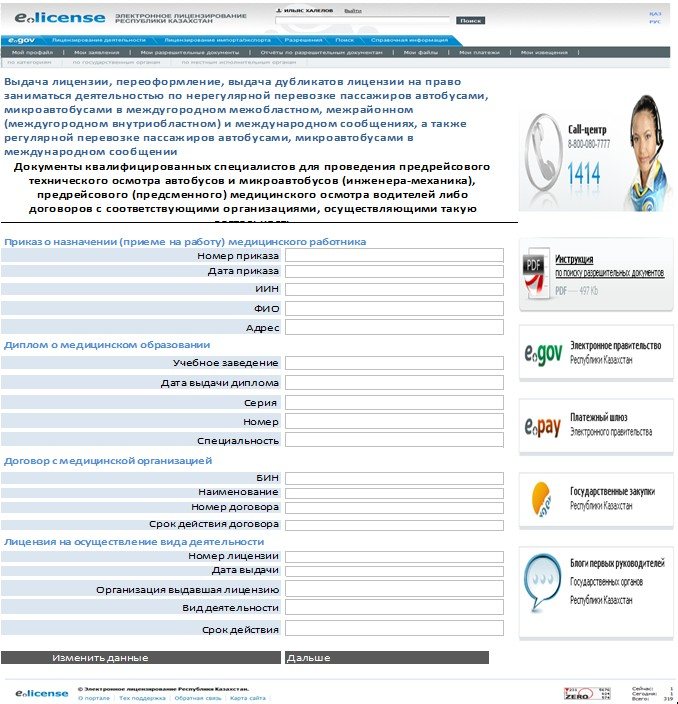 e.license ЭЛЕКТРОННОЕ ЛИЦЕНЗИРОВАНИЕ
РЕСПУБЛИКИ КАЗАХСТАН
ИЛЬЯС ХАЛЕЛОВ Выйти
Поиск
ҚАЗ
РУС
e.gov Лицензирование деятельности Лицензирование импорта/экспорта Разрешения Поиск Справочная информация
Мой профайл Мои заявления Мои разрешительные документы Отчёты по разрешительным документам Мои файлы Мои платежи Мои извещения
по категориям по государственным органам по местным исполнительным органам
Выдача лицензии, переоформление, выдача дубликатов лицензии на право
заниматься деятельностью по нерегулярной перевозке пассажиров автобусами,
микроавтобусами в междугородном межобластном, межрайонном
(междугородном внутриобластном) и международном сообщениях, а также
регулярной перевозке пассажиров автобусами, микроавтобусами в
международном сообщении
Документы квалифицированных специалистов для проведения предрейсового
технического осмотра автобусов и микроавтобусов (инженера-механика),
предрейсового (предсменного) медицинского осмотра водителей либо
договоров с соответствующими организациями, осуществляющими такую
Call-центр
8-800-080-7777
1414
Приказ о назначении (приеме на работу) медицинского работника
Номер приказа
Дата приказа
ИИН
ФИО
Адрес
Диплом о медицинском образовании
Учебное заведение
Дата выдачи диплома
Серия
Номер
Специальность
Договор с медицинской организацией
БИН
Наименование
Номер договора
Срок действия договора
Лицензия на осуществление вида деятельности
Номер лицензии
Дата выдачи
Организация выдавшая лицензию
Вид деятельности
Срок действия
Изменить данные Дальше
PDF
Инструкция
по поиску разрешительных документов
PDF — 497 Kb
e.gov Электронное правительство
Республики Казахстан
e.pay Платежный шлюз
Электронного правительства
Государственные закупки
Республики Казахстан
Блоги первых руководителей
Государственных органов
Республики Казахстан
e.license © Электронное лицензирование Республики Казахстан.
О портале Тех поддержка Обратная связь Карта сайта
ZERO
Сейчас: 1
Сегодня: 1
Всего: 319